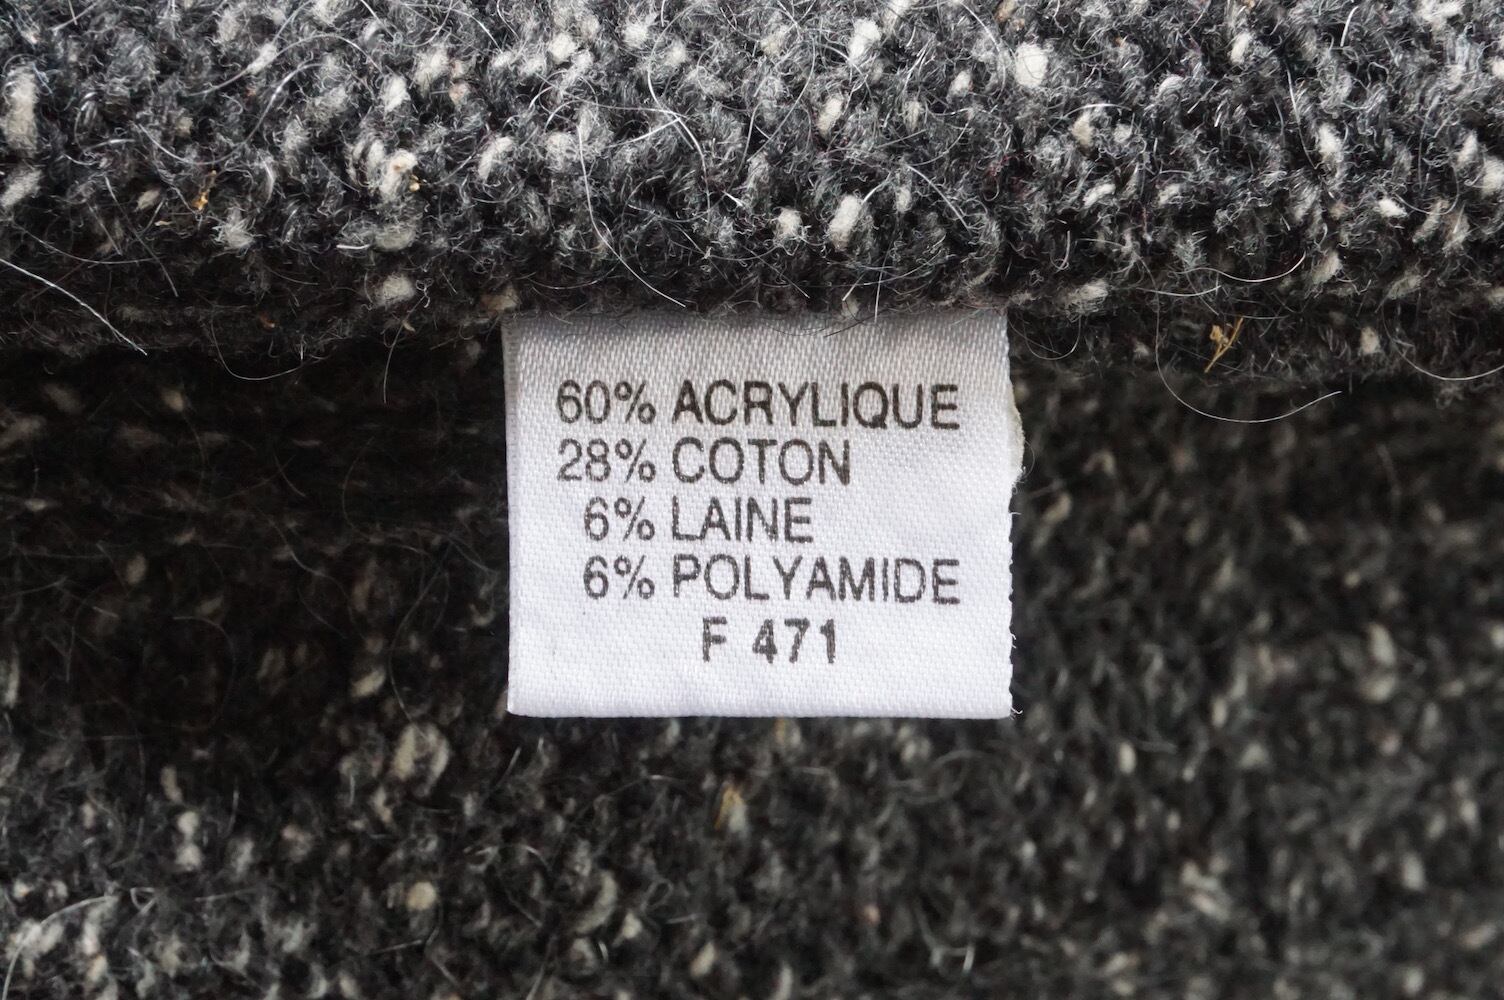 60% ACRYLIQUE
28% COTON
6% LAINE
6% POLYAMIDE
F 471